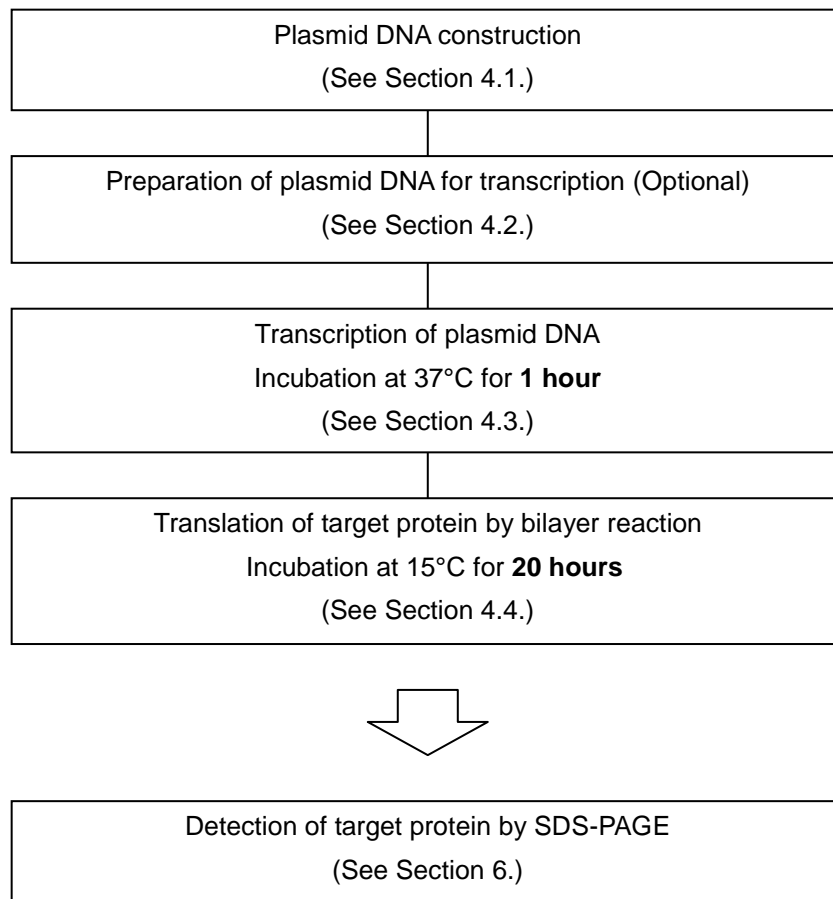 Plasmid DNA construction
(See Section 4.1.)
Preparation of plasmid DNA for transcription (Optional)
(See Section 4.2.)
Transcription of plasmid DNA
Incubation at 37°C for 1 hour
(See Section 4.3.)
Translation of target protein by bilayer reaction
Incubation at 15°C for 20 hours
(See Section 4.4.)
Detection of target protein by SDS-PAGE
(See Section 6.)